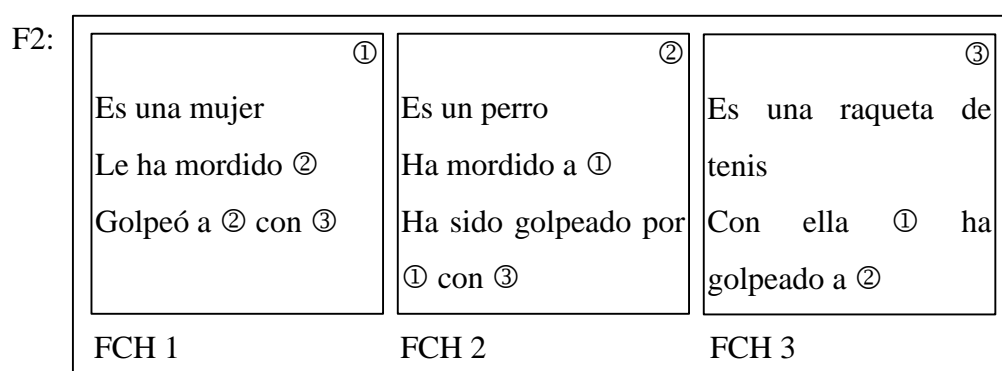 F2:
①
Es una mujer
Le ha mordido ②
Golpeó a ② con ③
FCH 1
②
Es un perro
Ha mordido a ①
Ha sido golpeado por
① con ③
FCH 2
③
Es una raqueta de
tenis
Con ella ① ha
golpeado a ②
FCH 3